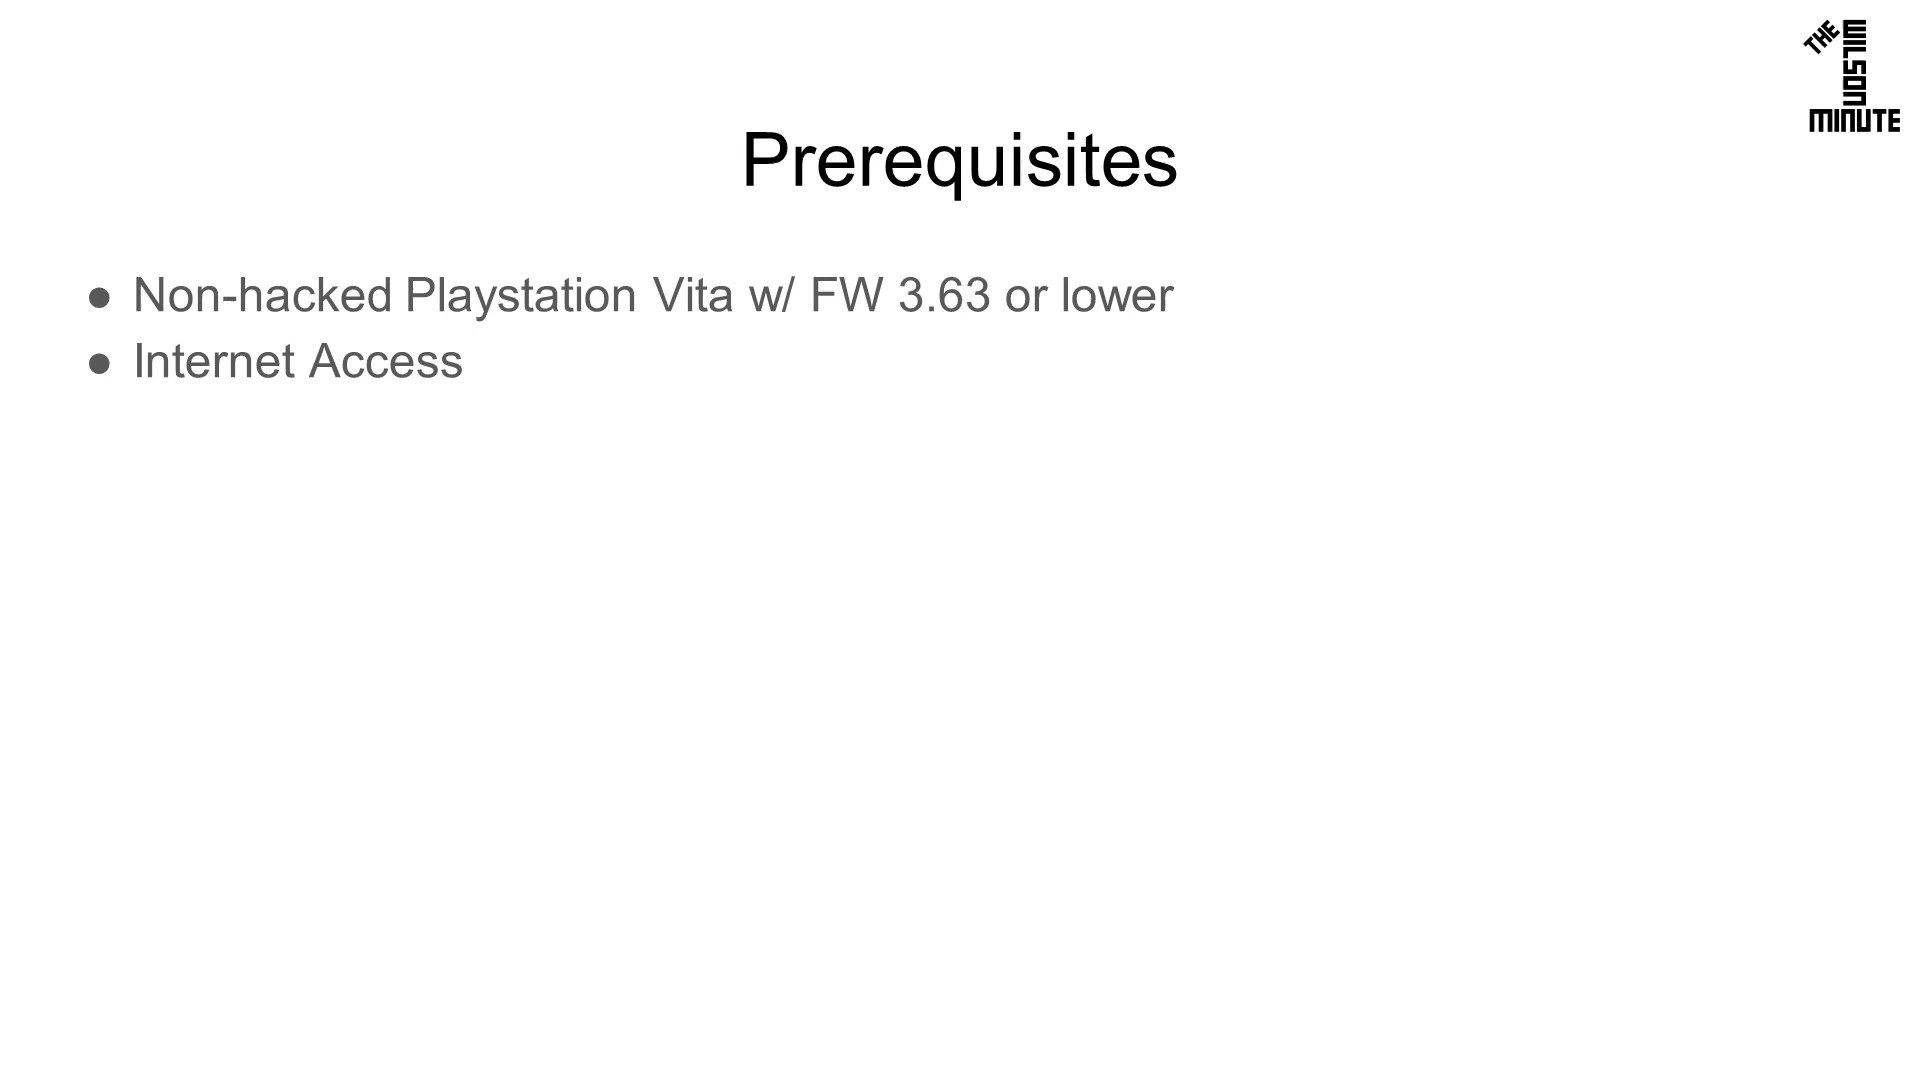 THE
WILSON
MINUTE
Prerequisites
● Non-hacked Playstation Vita w/ FW 3.63 or lower
● Internet Access